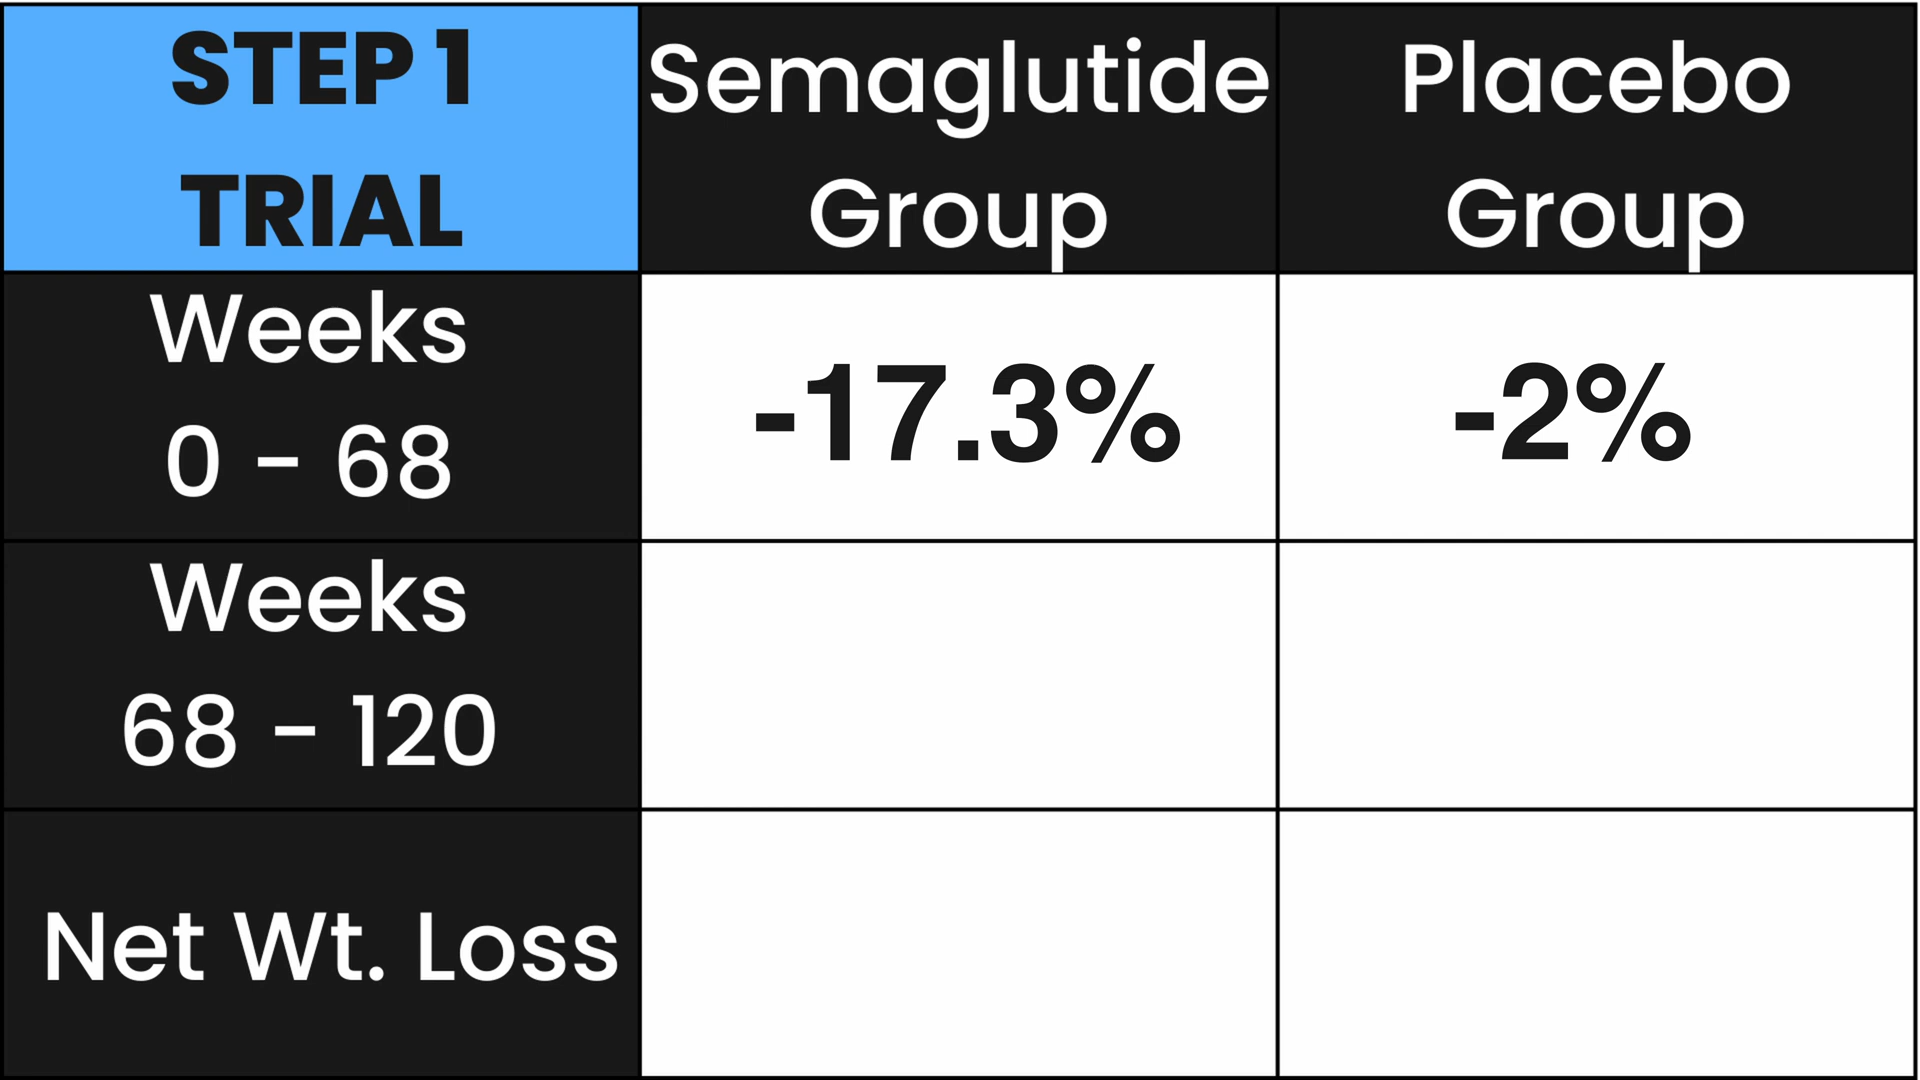 STEP 1
TRIAL
Semaglutide
Group
Placebo
Group
Weeks
0 - 68
-17.3%
-2%
Weeks
68 - 120
Net Wt. Loss